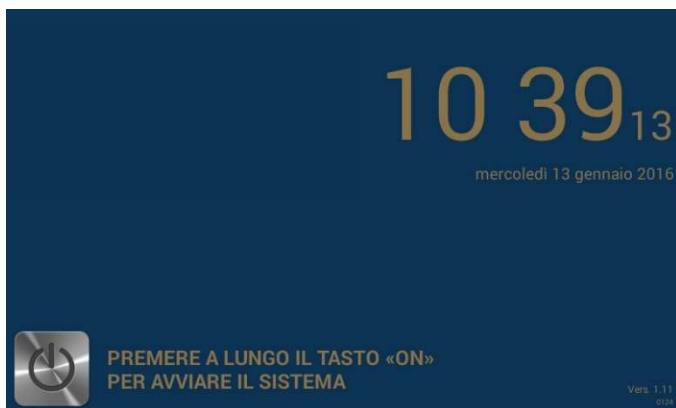 10 39 13
mercoledì 13 gennaio 2016
PREMERE A LUNGO IL TASTO «ON»
PER AVVIARE IL SISTEMA
Vers. 1.11
0124